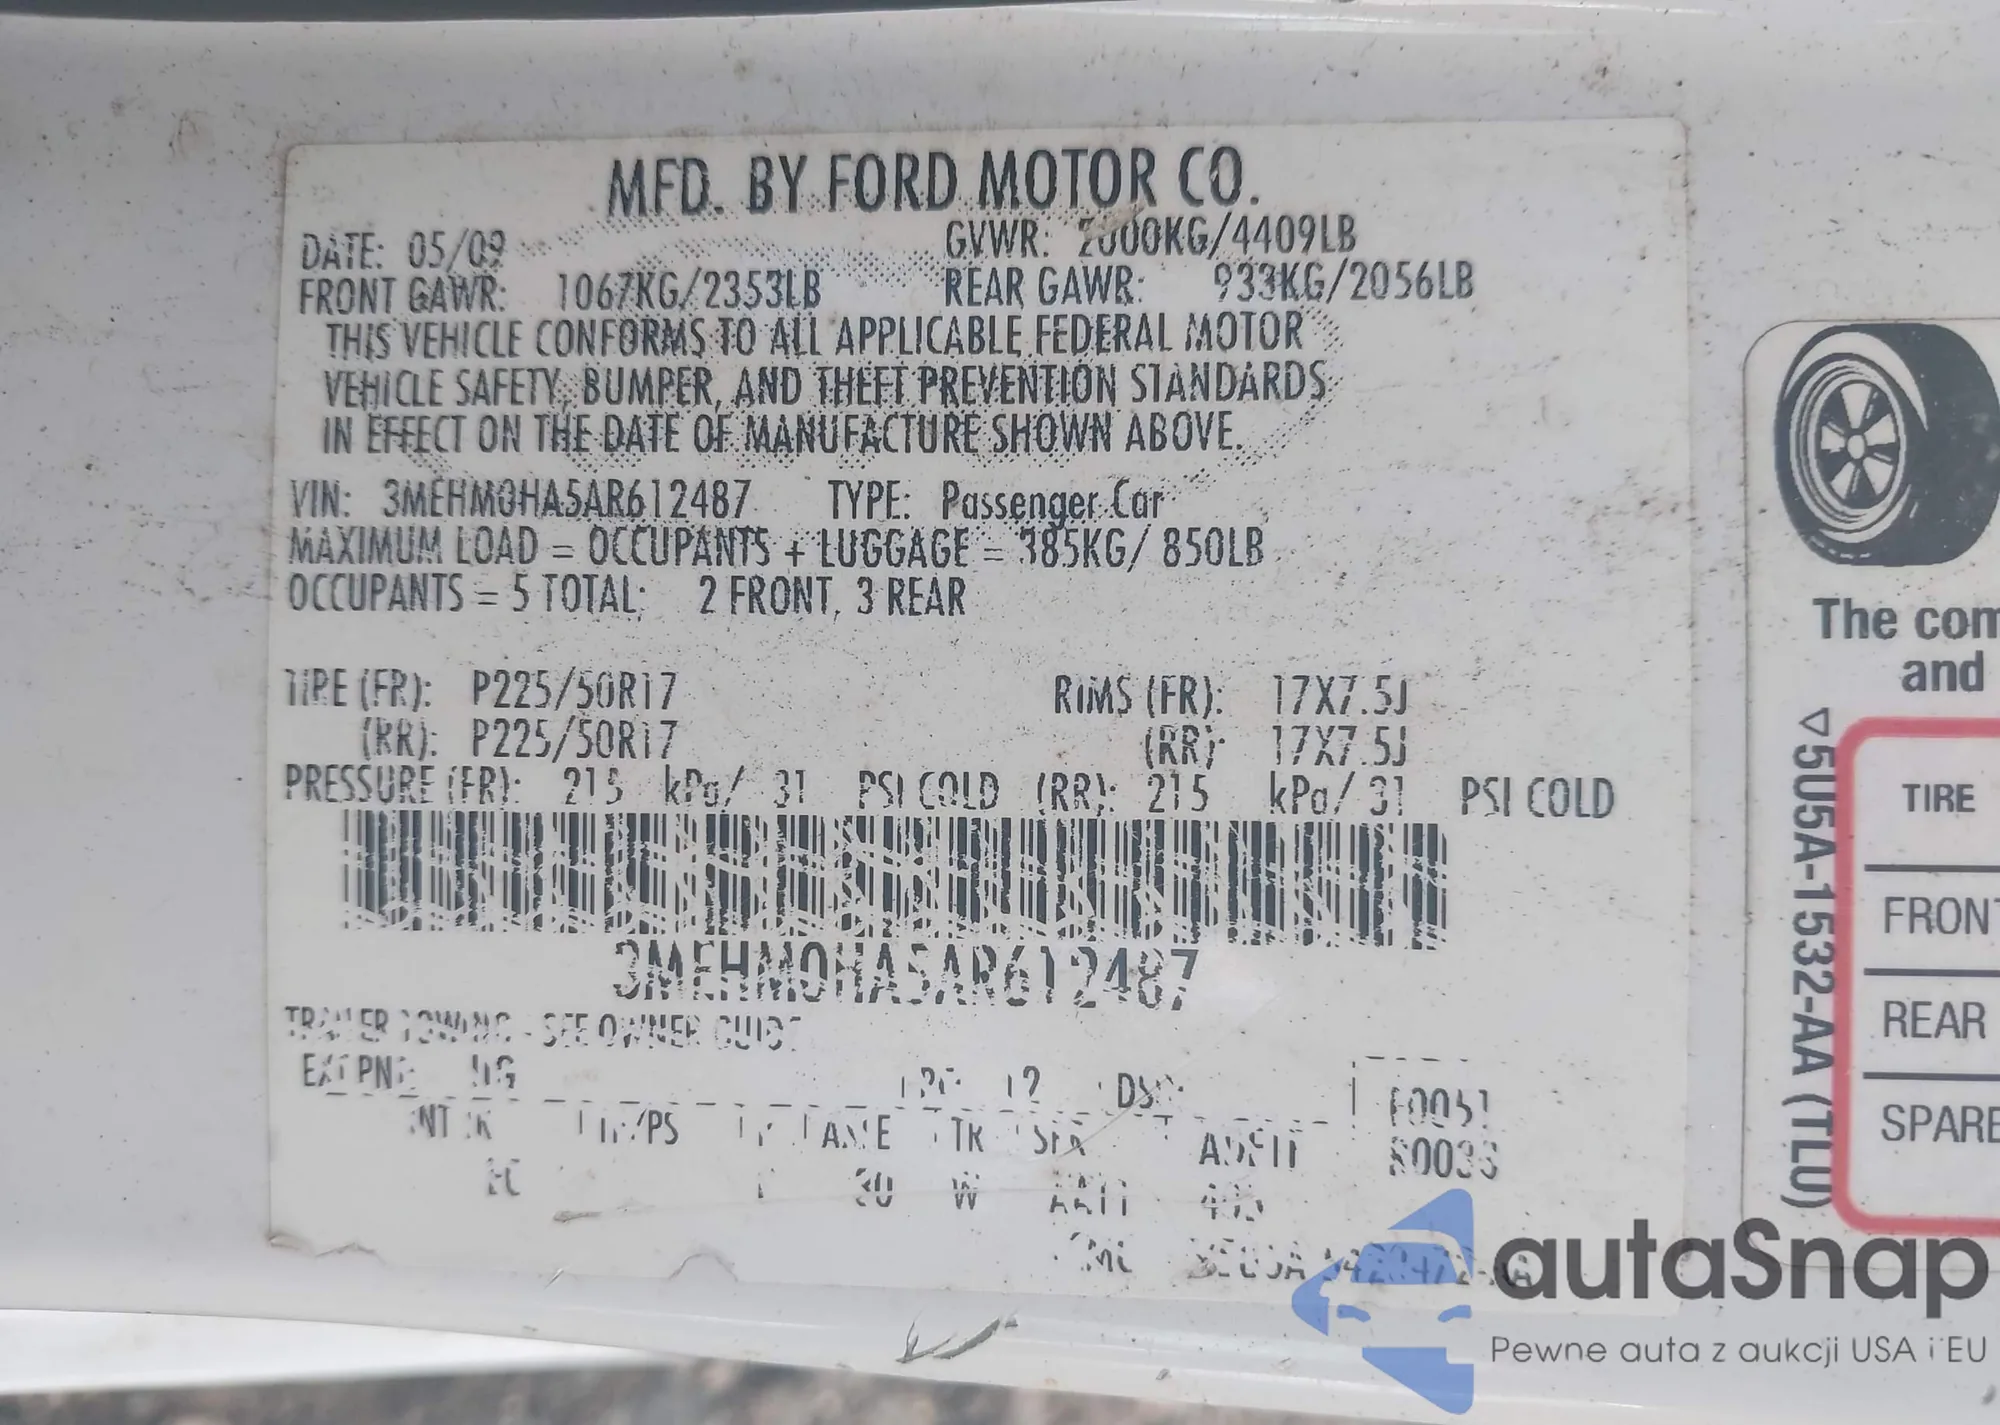 MFD. BY FORD MOTOR CO.
DATE: 05/09 GVWR: 2000KG/4409LB
FRONT GAWR: 1067KG/2353LB REAR GAWR: 933KG/2056LB
THIS VEHICLE CONFORMS TO ALL APPLICABLE FEDERAL MOTOR
VEHICLE SAFETY, BUMPER, AND THEFT PREVENTION STANDARDS
IN EFFECT ON THE DATE OF MANUFACTURE SHOWN ABOVE.
VIN: 3MEHM0HA5AR612487 TYPE: Passenger Car
MAXIMUM LOAD = OCCUPANTS + LUGGAGE = 385KG/ 850LB
OCCUPANTS = 5 TOTAL: 2 FRONT, 3 REAR
TIRE (FR): P225/50R17 RIMS (FR): 17X7.5J
(RR): P225/50R17 (RR): 17X7.5J
PRESSURE (FR): 215 kPa/ 31 PSI COLD (RR): 215 kPa/ 31 PSI COLD
3MEHM0HA5AR612487
TRAILER TOWING - SEE OWNER GUIDE
EXT PNT:
AXLE TR
W
The com
and
▽5U5A-1532-AA (TLU)
TIRE
FRONT
REAR
SPARE
autaSnap
Pewne auta z aukcji USA i EU